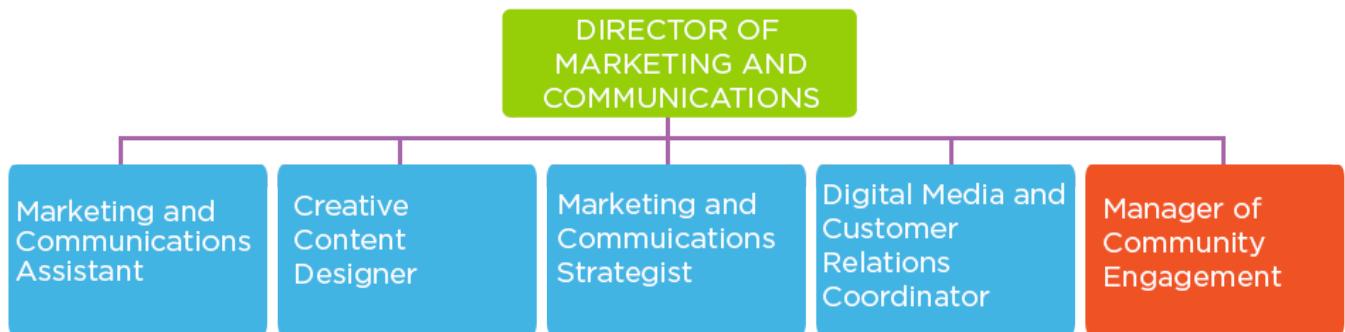 DIRECTOR OF
MARKETING AND
COMMUNICATIONS
Marketing and
Communications
Assistant
Creative
Content
Designer
Marketing and
Commuications
Strategist
Digital Media and
Customer
Relations
Coordinator
Manager of
Community
Engagement